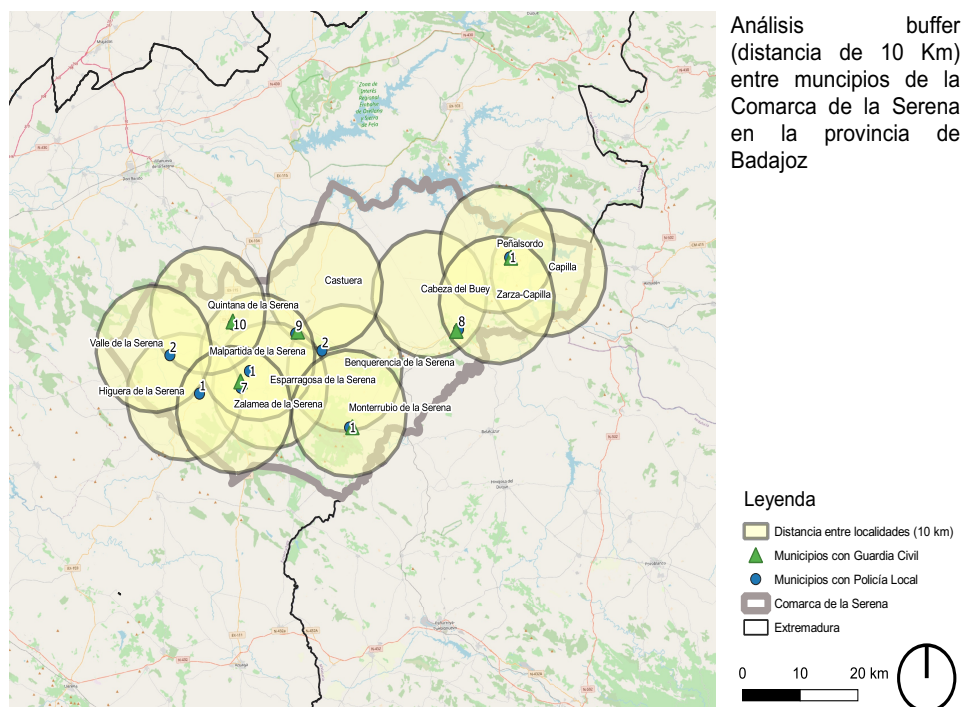 Análisis buffer
(distancia de 10 Km)
entre muncipios de la
Comarca de la Serena
en la provincia de
Badajoz
Zona de
Interés
Regional
Peñalsordo
1
Capilla
Castuera
Cabeza del Buey
Zarza-Capilla
Quintana de la Serena
10
9
8
Valle de la Serena
2
Malpartida de la Serena
2
Benquerencia de la Serena
1
Esparragosa de la Serena
Higuera de la Serena
1
7
Zalamea de la Serena
Monterrubio de la Serena
1
Leyenda
Distancia entre localidades (10 km)
Municipios con Guardia Civil
Municipios con Policía Local
Comarca de la Serena
Extremadura
0 10 20 km